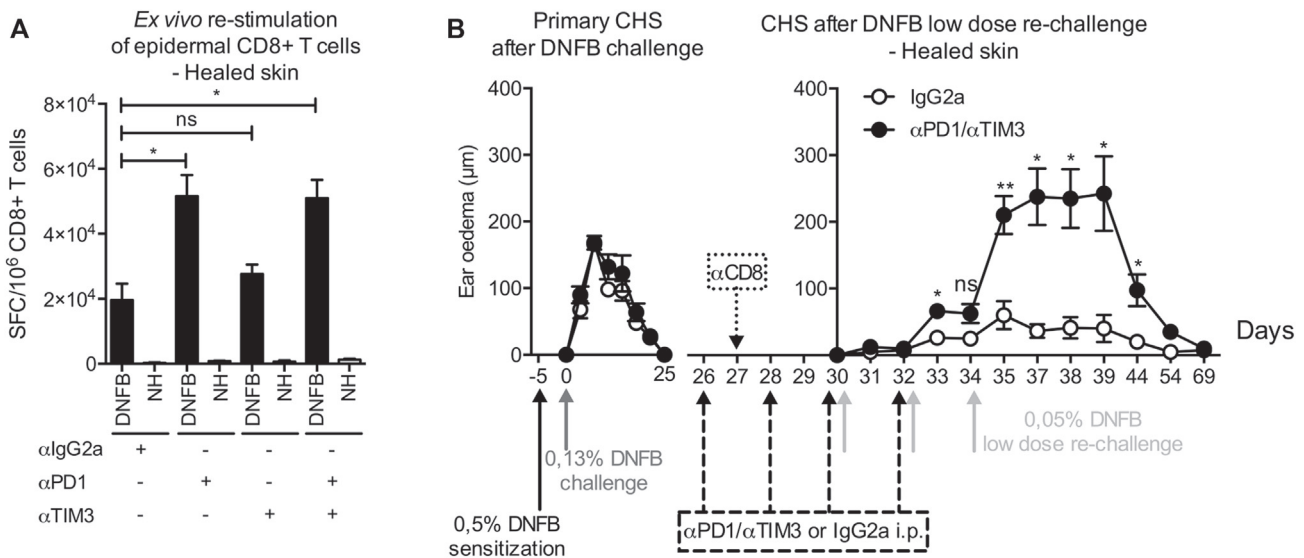 A
Ex vivo re-stimulation
of epidermal CD8+ T cells
- Healed skin
SFC/10⁶ CD8+ T cells
8×10⁴
6×10⁴
4×10⁴
2×10⁴
0
*
ns
*
DNFB
NH
DNFB
NH
DNFB
NH
DNFB
NH
αIgG2a + - - -
αPD1 - + - +
αTIM3 - - + +
B
Primary CHS
after DNFB challenge
Ear oedema (µm)
400
300
200
100
0
-5 0 25
CHS after DNFB low dose re-challenge
- Healed skin
400
300
200
100
0
IgG2a
αPD1/αTIM3
αCD8
* ns ** * * * *
26 27 28 29 30 31 32 33 34 35 37 38 39 44 54 69
Days
0,13% DNFB
challenge
0,05% DNFB
low dose re-challenge
0,5% DNFB
sensitization
αPD1/αTIM3 or IgG2a i.p.